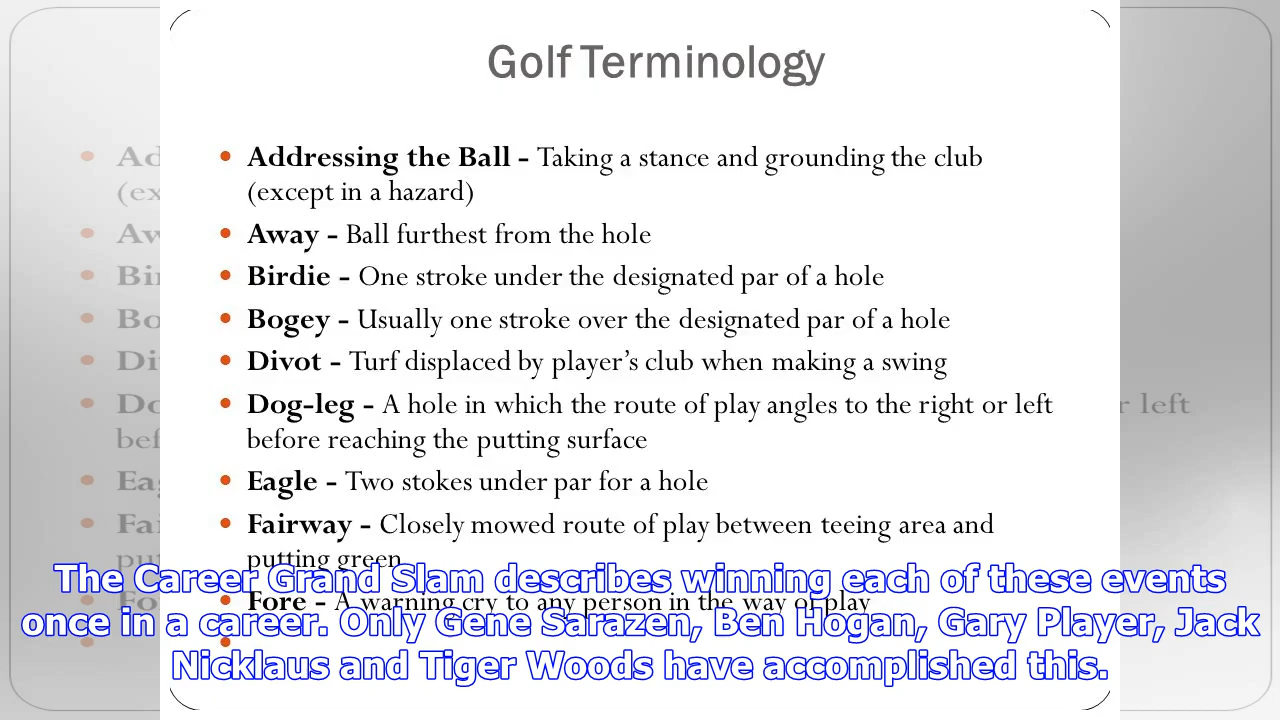 Golf Terminology
• Addressing the Ball - Taking a stance and grounding the club
(except in a hazard)
• Away - Ball furthest from the hole
• Birdie - One stroke under the designated par of a hole
• Bogey - Usually one stroke over the designated par of a hole
• Divot - Turf displaced by player's club when making a swing
• Dog-leg - A hole in which the route of play angles to the right or left
before reaching the putting surface
• Eagle - Two stokes under par for a hole
• Fairway - Closely mowed route of play between teeing area and
putting green
• Fore - A warning cry to any person in the way of play
The Career Grand Slam describes winning each of these events
once in a career. Only Gene Sarazen, Ben Hogan, Gary Player, Jack
Nicklaus and Tiger Woods have accomplished this.